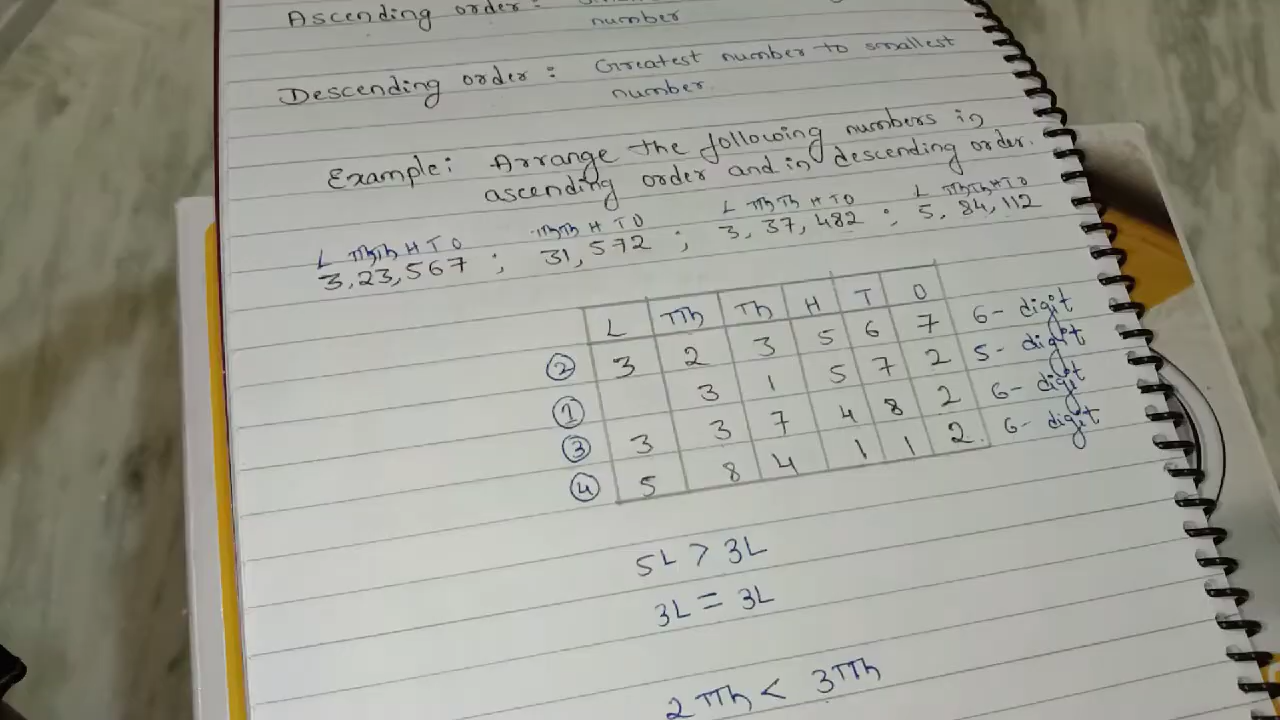 Ascending order :
number
Descending order : Greatest number to smallest
number.
Example: Arrange the following numbers in
ascending order and in descending order.
L TTh Th H T O TTh Th H T O L TTh Th H T O L TTh Th H T O
3,23,567 ; 31,572 ; 3,37,482 ; 5,84,112
L TTh Th H T O
② 3 2 3 5 6 7 6-digit
① 3 1 5 7 2 5-digit
③ 3 3 7 4 8 2 6-digit
④ 5 8 4 1 1 2. 6-digit
5L > 3L
3L = 3L
2TTh < 3TTh